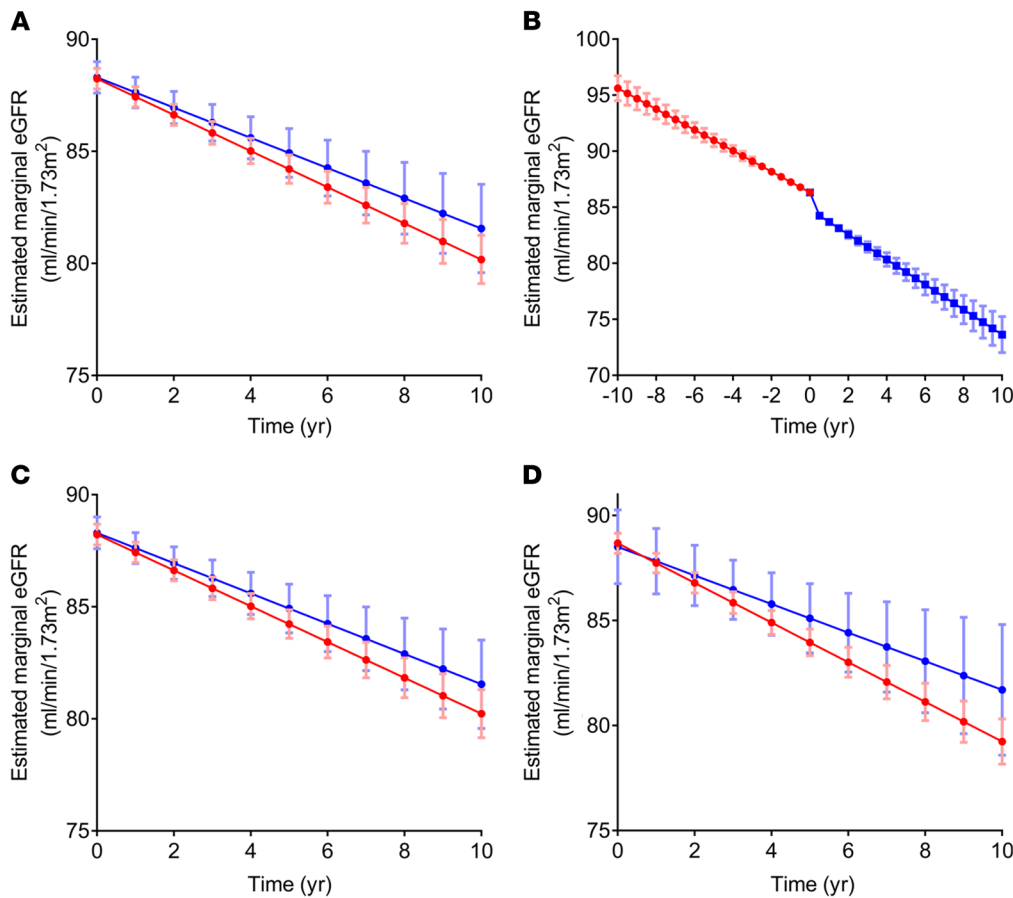 A
90
85
80
75
Estimated marginal eGFR
(ml/min/1.73m²)
0 2 4 6 8 10
Time (yr)
B
100
95
90
85
80
75
70
Estimated marginal eGFR
(ml/min/1.73m²)
-10 -8 -6 -4 -2 0 2 4 6 8 10
Time (yr)
C
90
85
80
75
Estimated marginal eGFR
(ml/min/1.73m²)
0 2 4 6 8 10
Time (yr)
D
90
85
80
75
Estimated marginal eGFR
(ml/min/1.73m²)
0 2 4 6 8 10
Time (yr)